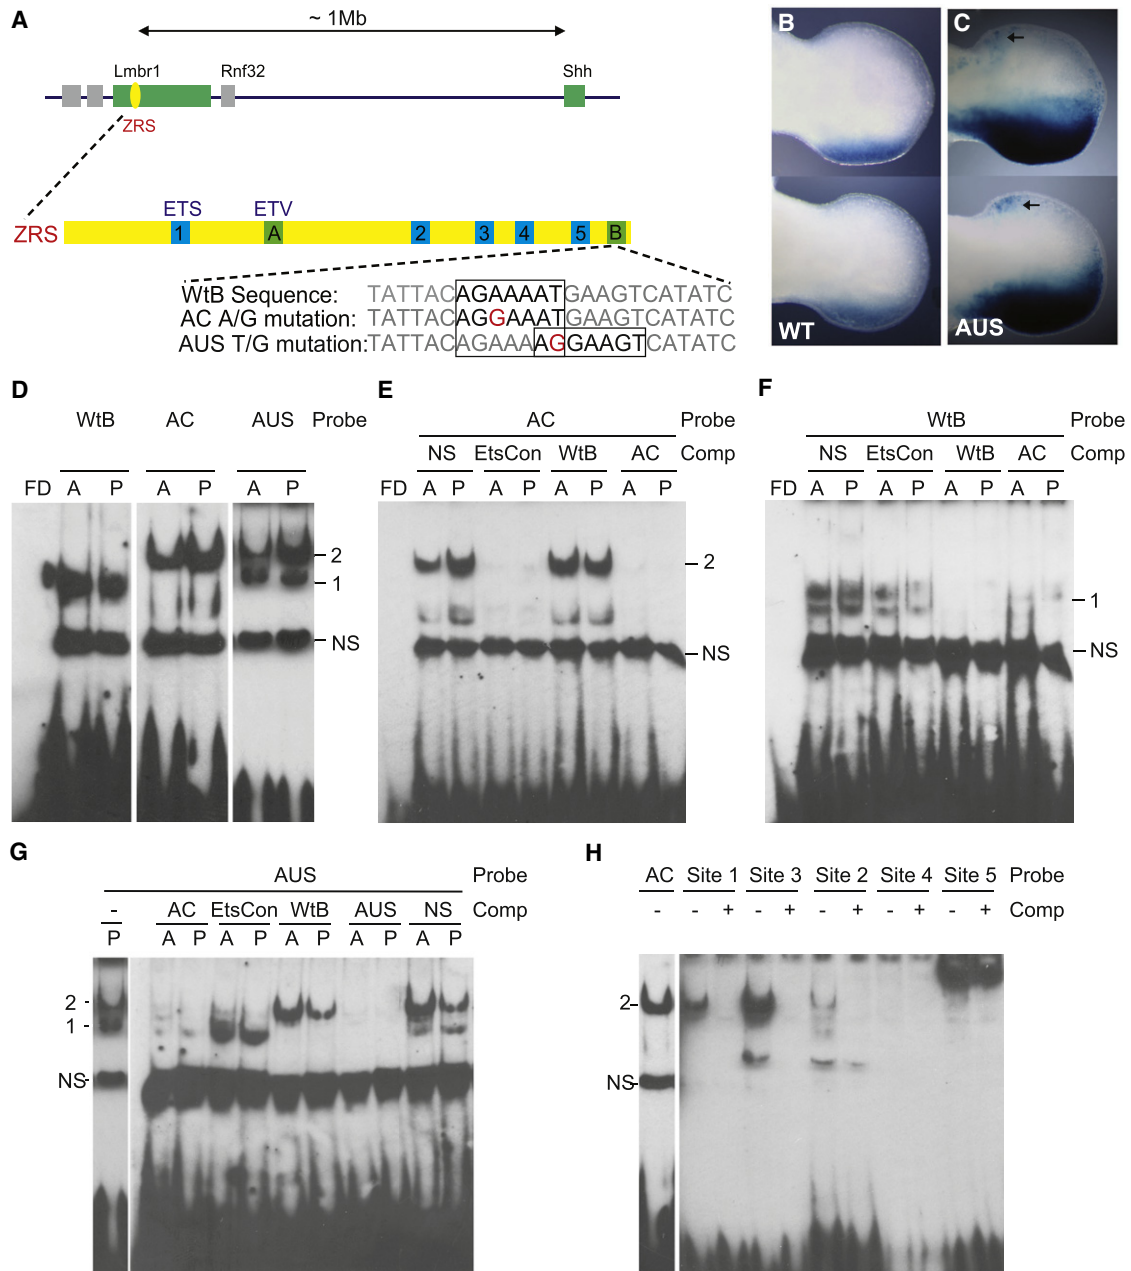 A
~ 1Mb
Lmbr1
Rnf32
Shh
ZRS
ETS
ETV
ZRS
1
A
2
3
4
5
B
WtB Sequence: TATTACAGAAAATGAAGTCATATC
AC A/G mutation: TATTACAGGAAATGAAGTCATATC
AUS T/G mutation: TATTACAGAAAAGGAAGTCATATC
B
C
WT
AUS
D
WtB AC AUS Probe
FD A P A P A P
2
1
NS
E
AC Probe
NS EtsCon WtB AC Comp
FD A P A P A P A P
2
NS
F
WtB Probe
NS EtsCon WtB AC Comp
FD A P A P A P A P
1
NS
G
AUS Probe
- AC EtsCon WtB AUS NS Comp
P A P A P A P A P A P
2
1
NS
H
AC Site 1 Site 3 Site 2 Site 4 Site 5 Probe
- - + - + - + - + - + Comp
2
NS